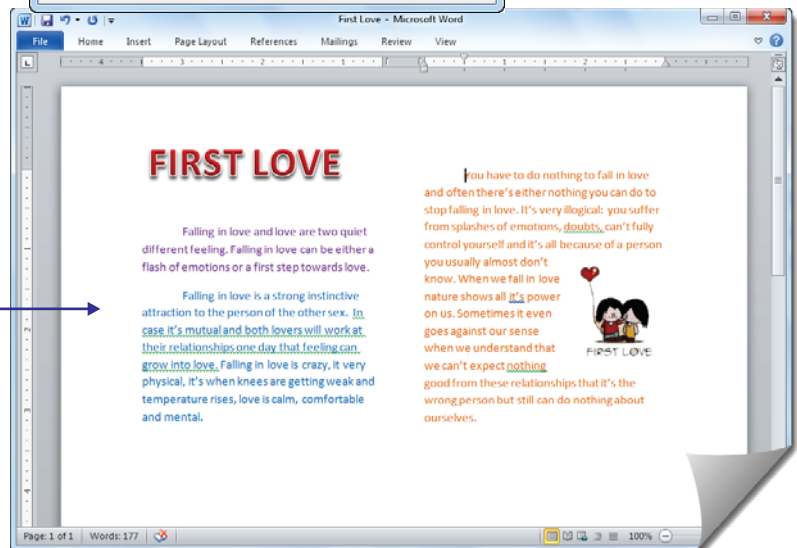 First Love - Microsoft Word
File Home Insert Page Layout References Mailings Review View
4 3 2 1 1 2
FIRST LOVE
Falling in love and love are two quiet
different feeling. Falling in love can be either a
flash of emotions or a first step towards love.
Falling in love is a strong instinctive
attraction to the person of the other sex. In
case it's mutual and both lovers will work at
their relationships one day that feeling can
grow into love. Falling in love is crazy, it very
physical, it's when knees are getting weak and
temperature rises, love is calm, comfortable
and mental.
You have to do nothing to fall in love
and often there's either nothing you can do to
stop falling in love. It's very illogical: you suffer
from splashes of emotions, doubts, can't fully
control yourself and it's all because of a person
you usually almost don't
know. When we fall in love
nature shows all it's power
on us. Sometimes it even
goes against our sense
when we understand that
we can't expect nothing
good from these relationships that it's the
wrong person but still can do nothing about
ourselves.
FIRST LOVE
Page: 1 of 1 Words: 177 100%